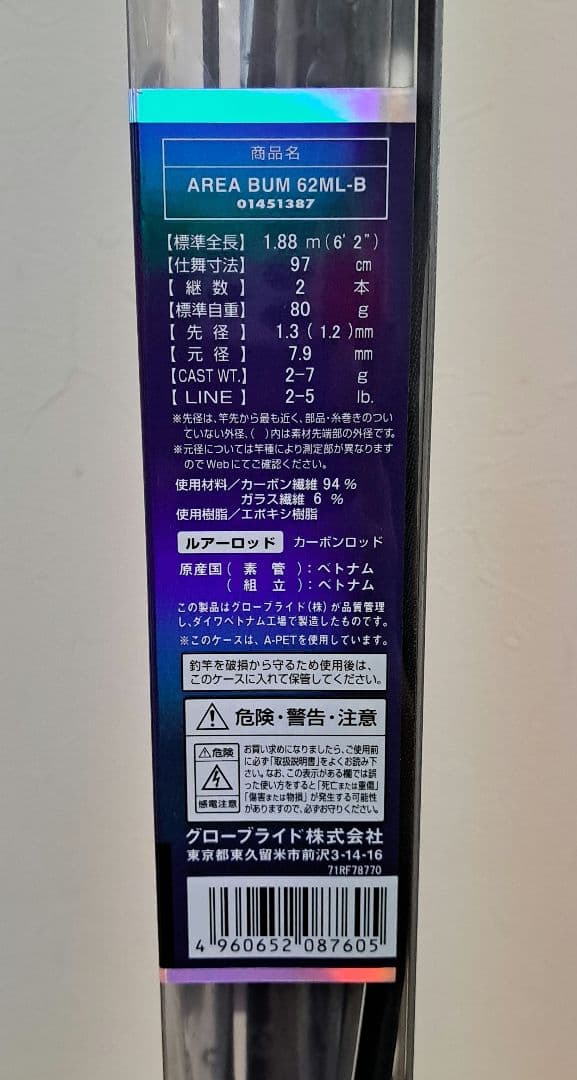 商品名
AREA BUM 62ML-B
01451387
【標準全長】 1.88 m(6' 2")
【仕舞寸法】 97 cm
【 継 数 】 2 本
【標準自重】 80 g
【 先 径 】 1.3 ( 1.2 )mm
【 元 径 】 7.9 mm
【CAST WT.】 2-7 g
【 LINE 】 2-5 lb.
※先径は、竿先から最も近く、部品・糸巻きのつい
ていない外径、( )内は素材先端部の外径です。
※元径については竿種により測定部が異なります
のでWebにてご確認ください。
使用材料/カーボン繊維 94 %
ガラス繊維 6 %
使用樹脂/エポキシ樹脂
ルアーロッド カーボンロッド
原産国( 素 管 ):ベトナム
( 組 立 ):ベトナム
この製品はグローブライド(株)が品質管理
し、ダイワベトナム工場で製造したものです。
※このケースは、A-PETを使用しています。
釣竿を破損から守るため使用後は、
このケースに入れて保管してください。
危険・警告・注意
危険
感電注意
お買い求めになりましたら、ご使用前
に必ず「取扱説明書」をよくお読み下
さい。なお、この表示がある欄では誤
った使い方をすると「死亡または重傷」
「傷害または物損」が発生する可能性
がありますので、必ずお守りください。
グローブライド株式会社
東京都東久留米市前沢3-14-16
71RF78770
4 960652 087605